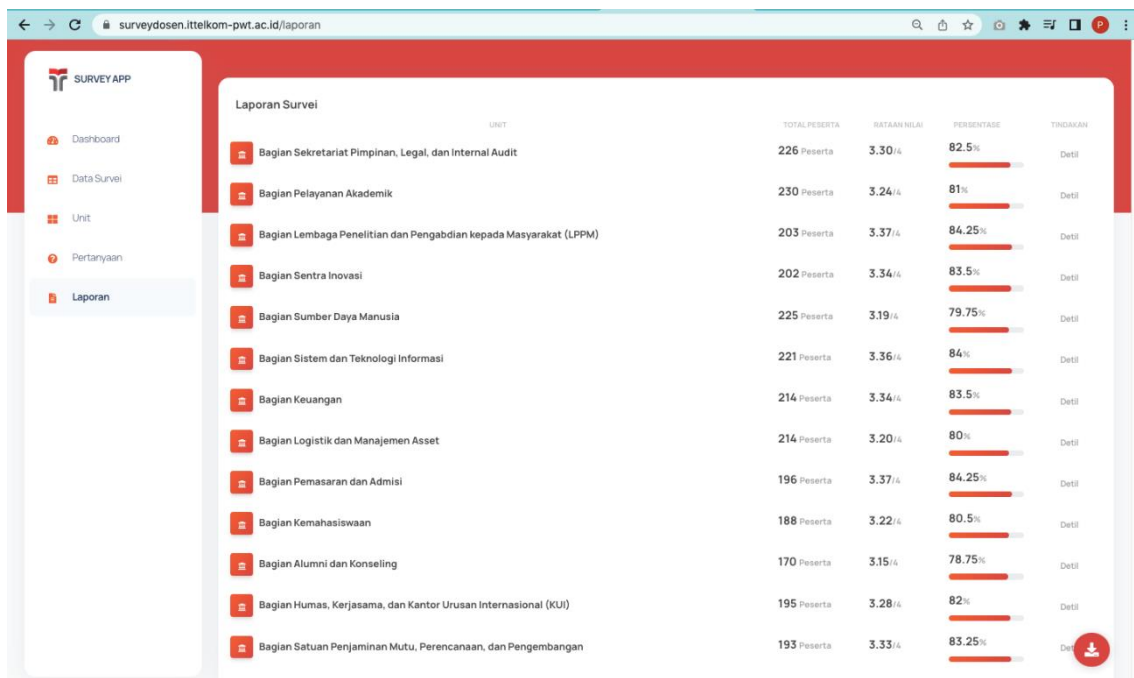 surveydosen.ittelkom-pwt.ac.id/laporan
P
SURVEY APP
Dashboard
Data Survei
Unit
Pertanyaan
Laporan
Laporan Survei
UNIT TOTAL PESERTA RATAAN NILAI PERSENTASE TINDAKAN
Bagian Sekretariat Pimpinan, Legal, dan Internal Audit 226 Peserta 3.30/4 82.5% Detil
Bagian Pelayanan Akademik 230 Peserta 3.24/4 81% Detil
Bagian Lembaga Penelitian dan Pengabdian kepada Masyarakat (LPPM) 203 Peserta 3.37/4 84.25% Detil
Bagian Sentra Inovasi 202 Peserta 3.34/4 83.5% Detil
Bagian Sumber Daya Manusia 225 Peserta 3.19/4 79.75% Detil
Bagian Sistem dan Teknologi Informasi 221 Peserta 3.36/4 84% Detil
Bagian Keuangan 214 Peserta 3.34/4 83.5% Detil
Bagian Logistik dan Manajemen Asset 214 Peserta 3.20/4 80% Detil
Bagian Pemasaran dan Admisi 196 Peserta 3.37/4 84.25% Detil
Bagian Kemahasiswaan 188 Peserta 3.22/4 80.5% Detil
Bagian Alumni dan Konseling 170 Peserta 3.15/4 78.75% Detil
Bagian Humas, Kerjasama, dan Kantor Urusan Internasional (KUI) 195 Peserta 3.28/4 82% Detil
Bagian Satuan Penjaminan Mutu, Perencanaan, dan Pengembangan 193 Peserta 3.33/4 83.25%